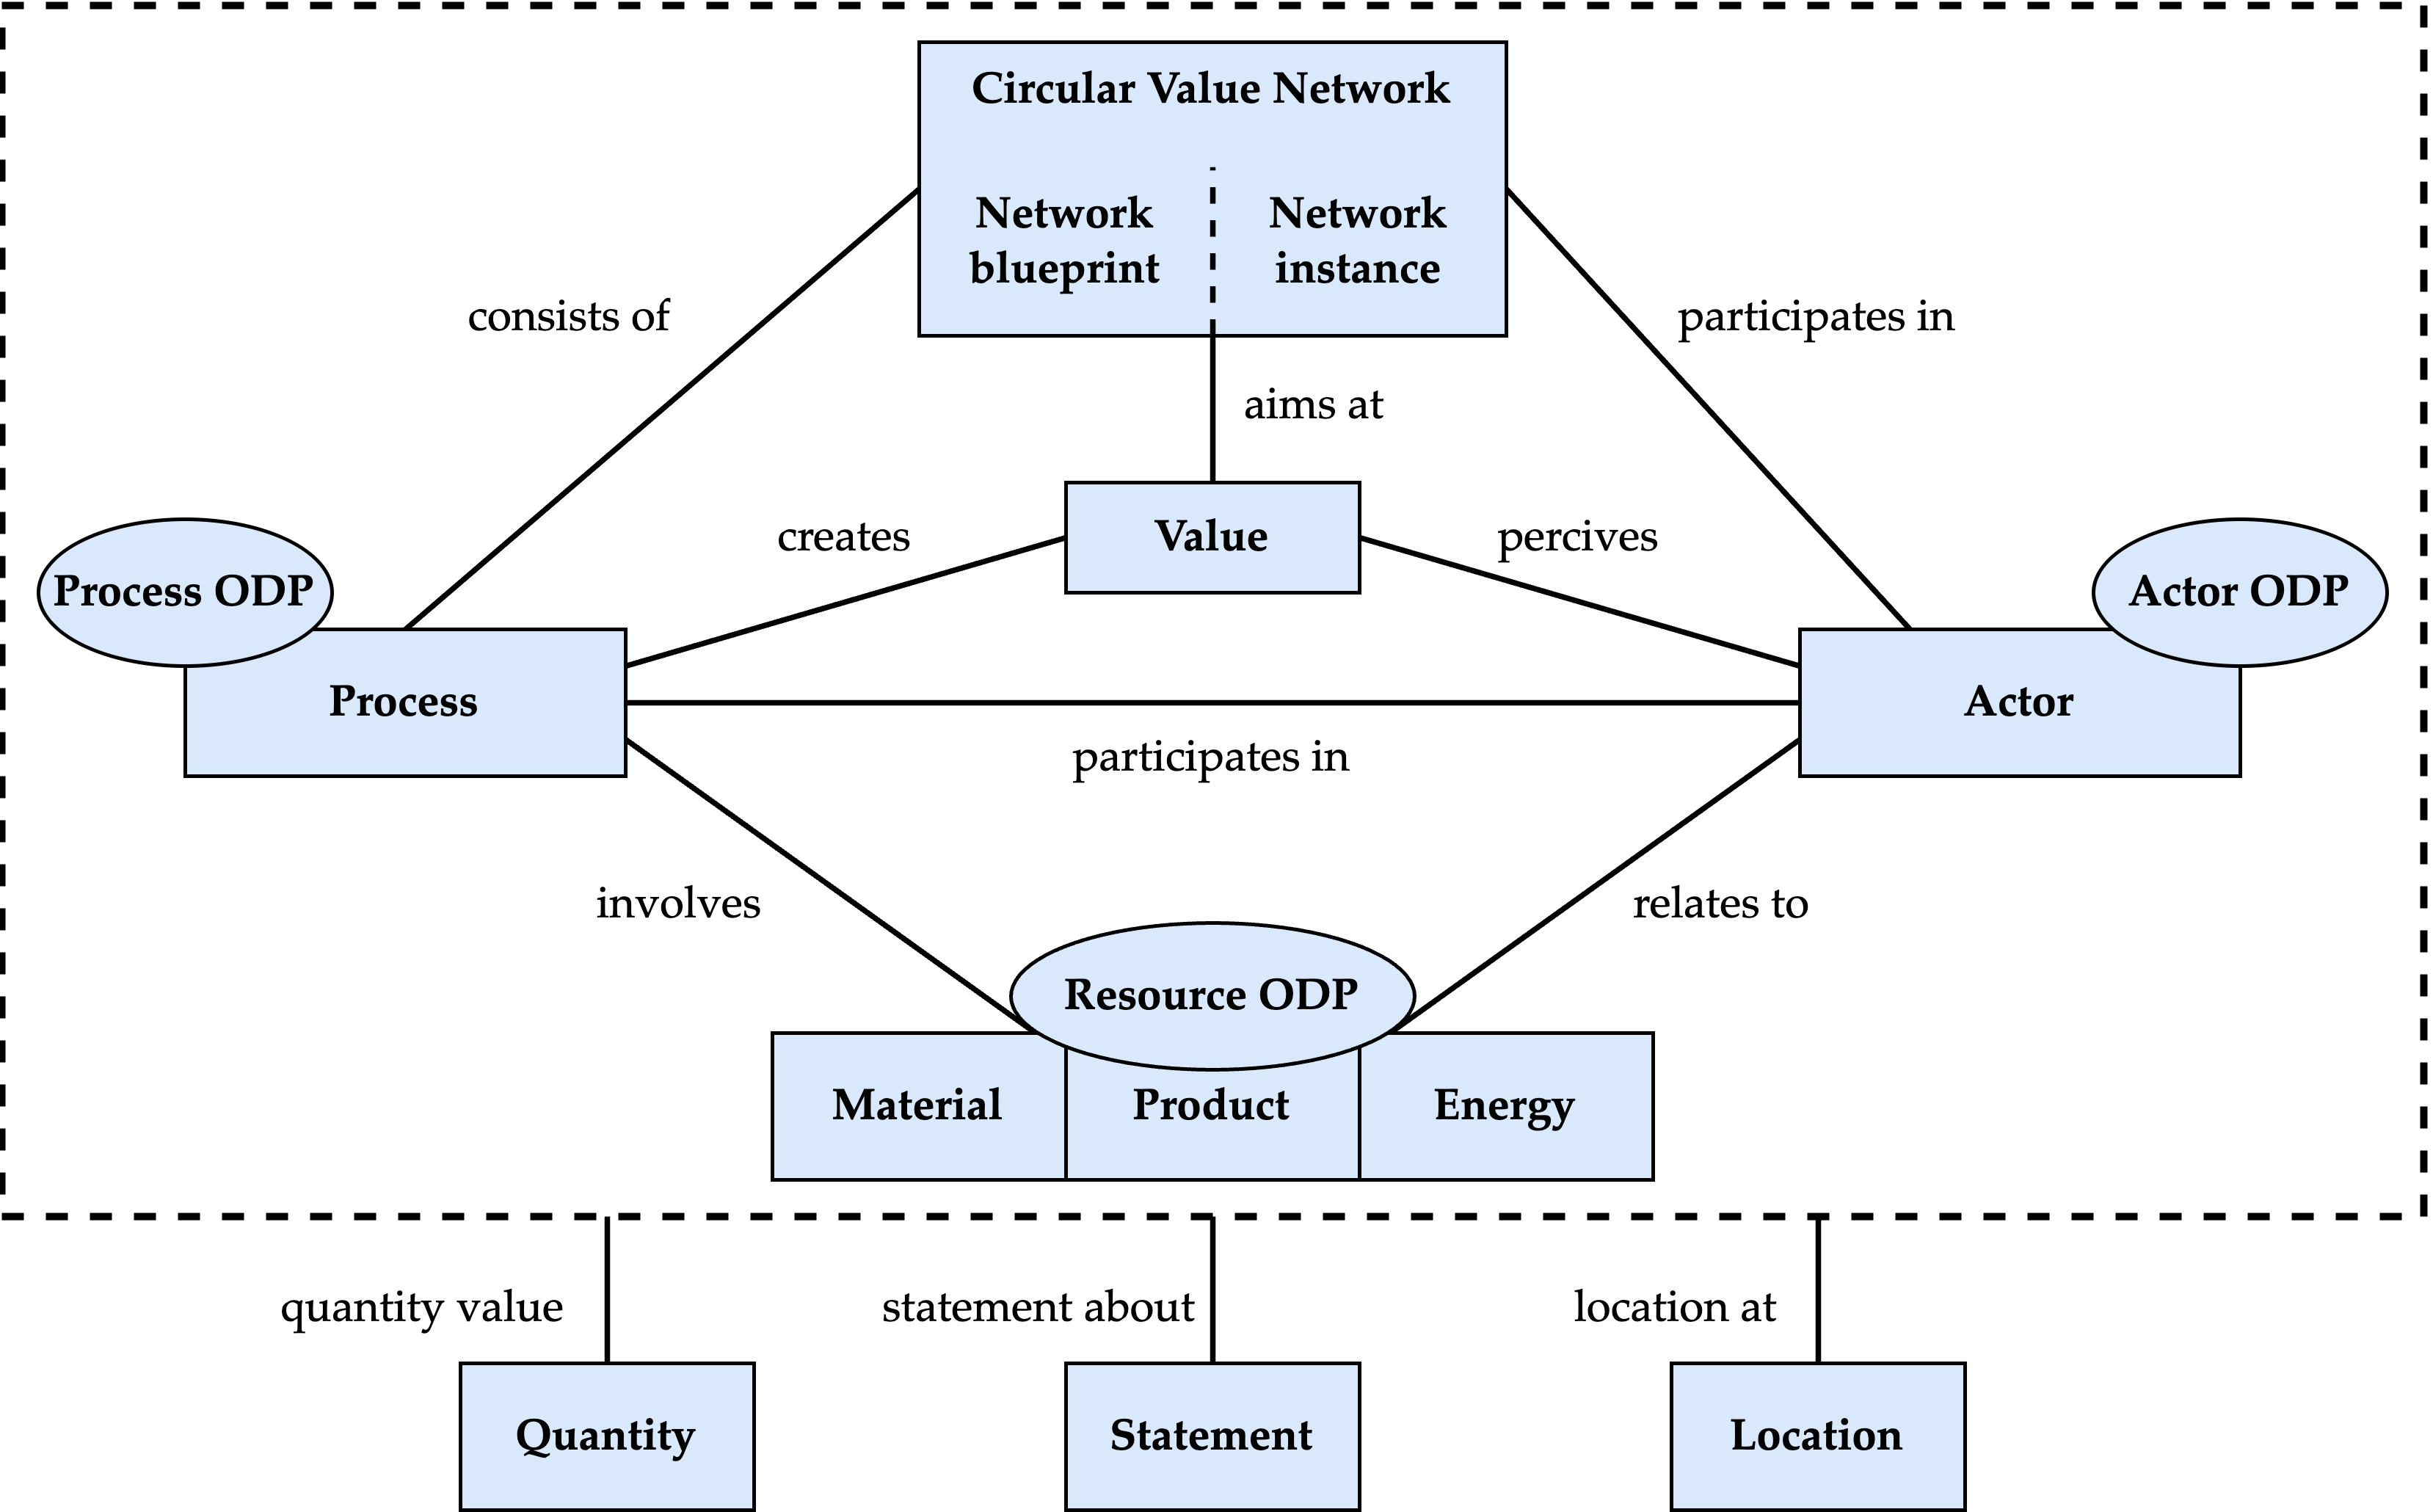 Circular Value Network
Network
blueprint
Network
instance
consists of
participates in
aims at
creates
Value
percives
Process ODP
Actor ODP
Process
Actor
participates in
involves
relates to
Resource ODP
Material
Product
Energy
quantity value
statement about
location at
Quantity
Statement
Location